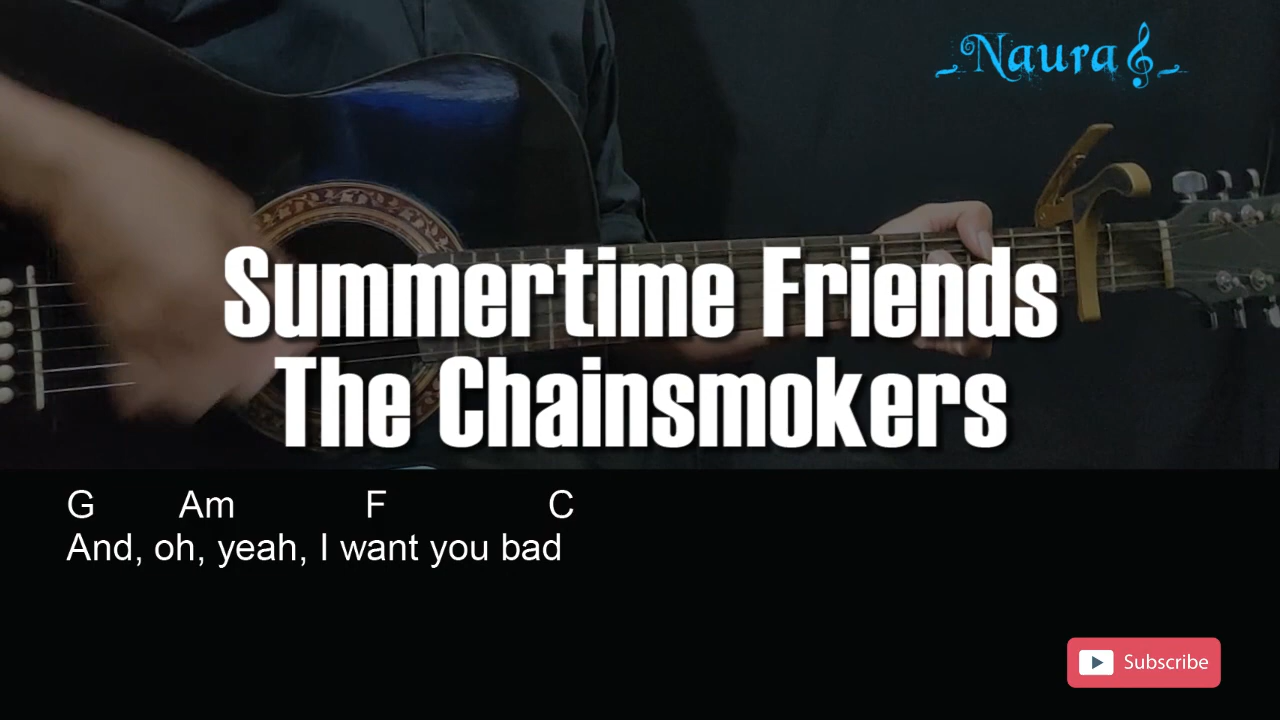 Naura
Summertime Friends
The Chainsmokers
G Am F C
And, oh, yeah, I want you bad
Subscribe